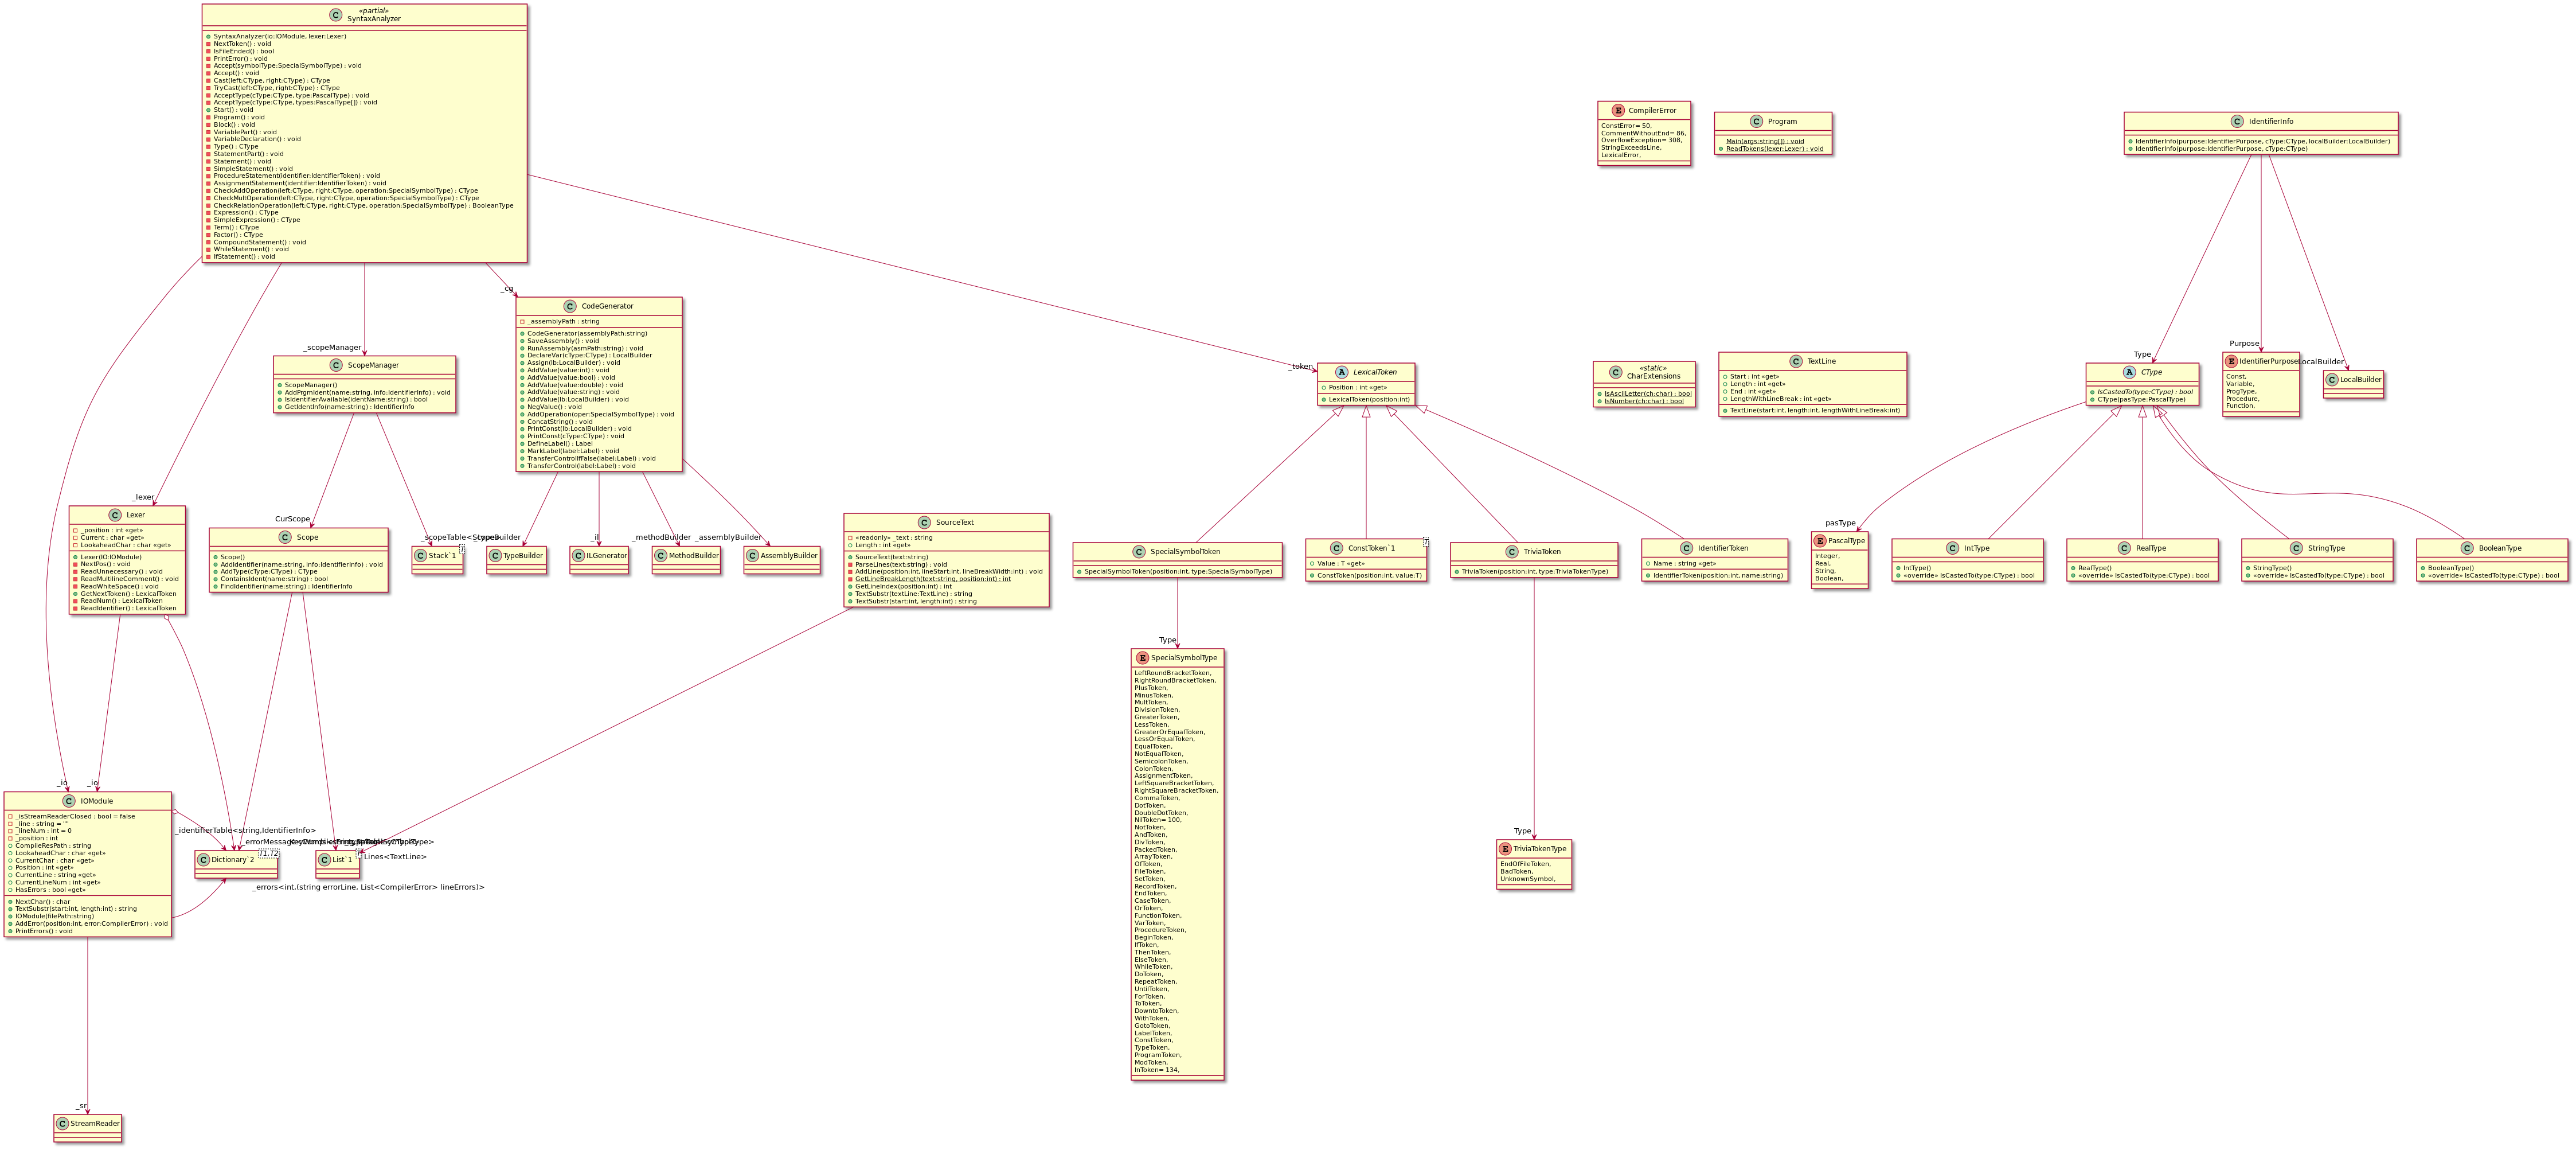 «partial»
SyntaxAnalyzer
SyntaxAnalyzer(io:IOModule, lexer:Lexer)
NextToken() : void
IsFileEnded() : bool
PrintError() : void
Accept(symbolType:SpecialSymbolType) : void
Accept() : void
Cast(left:CType, right:CType) : CType
TryCast(left:CType, right:CType) : CType
AcceptType(cType:CType, type:PascalType) : void
AcceptType(cType:CType, types:PascalType[]) : void
Start() : void
Program() : void
Block() : void
VariablePart() : void
VariableDeclaration() : void
Type() : CType
StatementPart() : void
Statement() : void
SimpleStatement() : void
ProcedureStatement(identifier:IdentifierToken) : void
AssignmentStatement(identifier:IdentifierToken) : void
CheckAddOperation(left:CType, right:CType, operation:SpecialSymbolType) : CType
CheckMultOperation(left:CType, right:CType, operation:SpecialSymbolType) : CType
CheckRelationOperation(left:CType, right:CType, operation:SpecialSymbolType) : BooleanType
Expression() : CType
SimpleExpression() : CType
Term() : CType
Factor() : CType
CompoundStatement() : void
WhileStatement() : void
IfStatement() : void
CompilerError
ConstError= 50,
CommentWithoutEnd= 86,
OverflowException= 308,
StringExceedsLine,
LexicalError,
Program
Main(args:string[]) : void
ReadTokens(lexer:Lexer) : void
IdentifierInfo
IdentifierInfo(purpose:IdentifierPurpose, cType:CType, localBuilder:LocalBuilder)
IdentifierInfo(purpose:IdentifierPurpose, cType:CType)
_cg
CodeGenerator
_assemblyPath : string
CodeGenerator(assemblyPath:string)
SaveAssembly() : void
RunAssembly(asmPath:string) : void
DeclareVar(cType:CType) : LocalBuilder
Assign(lb:LocalBuilder) : void
AddValue(value:int) : void
AddValue(value:bool) : void
AddValue(value:double) : void
AddValue(value:string) : void
AddValue(lb:LocalBuilder) : void
NegValue() : void
AddOperation(oper:SpecialSymbolType) : void
ConcatString() : void
PrintConst(lb:LocalBuilder) : void
PrintConst(cType:CType) : void
DefineLabel() : Label
MarkLabel(label:Label) : void
TransferControlIfFalse(label:Label) : void
TransferControl(label:Label) : void
_scopeManager
ScopeManager
ScopeManager()
AddPrgmIdent(name:string, info:IdentifierInfo) : void
IsIdentifierAvailable(identName:string) : bool
GetIdentInfo(name:string) : IdentifierInfo
_token
LexicalToken
Position : int «get»
LexicalToken(position:int)
«static»
CharExtensions
IsAsciiLetter(ch:char) : bool
IsNumber(ch:char) : bool
TextLine
Start : int «get»
Length : int «get»
End : int «get»
LengthWithLineBreak : int «get»
TextLine(start:int, length:int, lengthWithLineBreak:int)
Type
CType
IsCastedTo(type:CType) : bool
CType(pasType:PascalType)
Purpose
IdentifierPurpose
Const,
Variable,
ProgType,
Procedure,
Function,
LocalBuilder
LocalBuilder
_lexer
Lexer
_position : int «get»
Current : char «get»
LookaheadChar : char «get»
Lexer(IO:IOModule)
NextPos() : void
ReadUnnecessary() : void
ReadMultilineComment() : void
ReadWhiteSpace() : void
GetNextToken() : LexicalToken
ReadNum() : LexicalToken
ReadIdentifier() : LexicalToken
CurScope
Scope
Scope()
AddIdentifier(name:string, info:IdentifierInfo) : void
AddType(cType:CType) : CType
ContainsIdent(name:string) : bool
FindIdentifier(name:string) : IdentifierInfo
_scopeTable<Scope>
Stack`1
T
TypeBuilder
_il
ILGenerator
_methodBuilder
MethodBuilder
_assemblyBuilder
AssemblyBuilder
SourceText
«readonly» _text : string
Length : int «get»
SourceText(text:string)
ParseLines(text:string) : void
AddLine(position:int, lineStart:int, lineBreakWidth:int) : void
GetLineBreakLength(text:string, position:int) : int
GetLineIndex(position:int) : int
TextSubstr(textLine:TextLine) : string
TextSubstr(start:int, length:int) : string
SpecialSymbolToken
SpecialSymbolToken(position:int, type:SpecialSymbolType)
ConstToken`1
T
Value : T «get»
ConstToken(position:int, value:T)
TriviaToken
TriviaToken(position:int, type:TriviaTokenType)
IdentifierToken
Name : string «get»
IdentifierToken(position:int, name:string)
pasType
PascalType
Integer,
Real,
String,
Boolean,
IntType
IntType()
«override» IsCastedTo(type:CType) : bool
RealType
RealType()
«override» IsCastedTo(type:CType) : bool
StringType
StringType()
«override» IsCastedTo(type:CType) : bool
BooleanType
BooleanType()
«override» IsCastedTo(type:CType) : bool
Type
SpecialSymbolType
LeftRoundBracketToken,
RightRoundBracketToken,
PlusToken,
MinusToken,
MultToken,
DivisionToken,
GreaterToken,
LessToken,
GreaterOrEqualToken,
LessOrEqualToken,
EqualToken,
NotEqualToken,
SemicolonToken,
ColonToken,
AssignmentToken,
LeftSquareBracketToken,
RightSquareBracketToken,
CommaToken,
DotToken,
DoubleDotToken,
NilToken= 100,
NotToken,
AndToken,
DivToken,
PackedToken,
ArrayToken,
OfToken,
FileToken,
SetToken,
RecordToken,
EndToken,
CaseToken,
OrToken,
FunctionToken,
VarToken,
ProcedureToken,
BeginToken,
IfToken,
ThenToken,
ElseToken,
WhileToken,
DoToken,
RepeatToken,
UntilToken,
ForToken,
ToToken,
DowntoToken,
WithToken,
GotoToken,
LabelToken,
ConstToken,
TypeToken,
ProgramToken,
ModToken,
InToken= 134,
Type
TriviaTokenType
EndOfFileToken,
BadToken,
UnknownSymbol,
_io
_io
IOModule
_isStreamReaderClosed : bool = false
_line : string = ""
_lineNum : int = 0
_position : int
CompileResPath : string
LookaheadChar : char «get»
CurrentChar : char «get»
Position : int «get»
CurrentLine : string «get»
CurrentLineNum : int «get»
HasErrors : bool «get»
NextChar() : char
TextSubstr(start:int, length:int) : string
IOModule(filePath:string)
AddError(position:int, error:CompilerError) : void
PrintErrors() : void
_identifierTable<string,IdentifierInfo>
Dictionary`2
T1,T2
List`1
Lines<TextLine>
_errors<int,(string errorLine, List<CompilerError> lineErrors)>
_sr
StreamReader